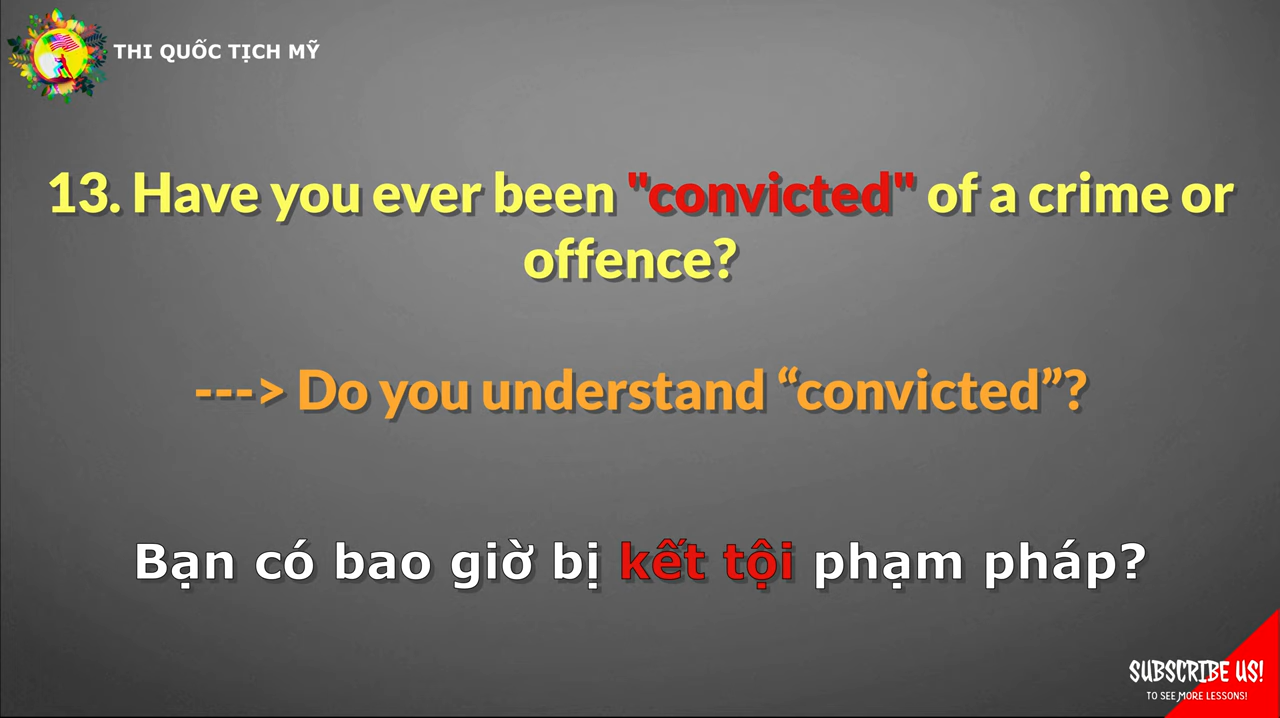 THI QUỐC TỊCH MỸ
13. Have you ever been "convicted" of a crime or
offence?
---> Do you understand “convicted”?
Bạn có bao giờ bị kết tội phạm pháp?
SUBSCRIBE US!
TO SEE MORE LESSONS!